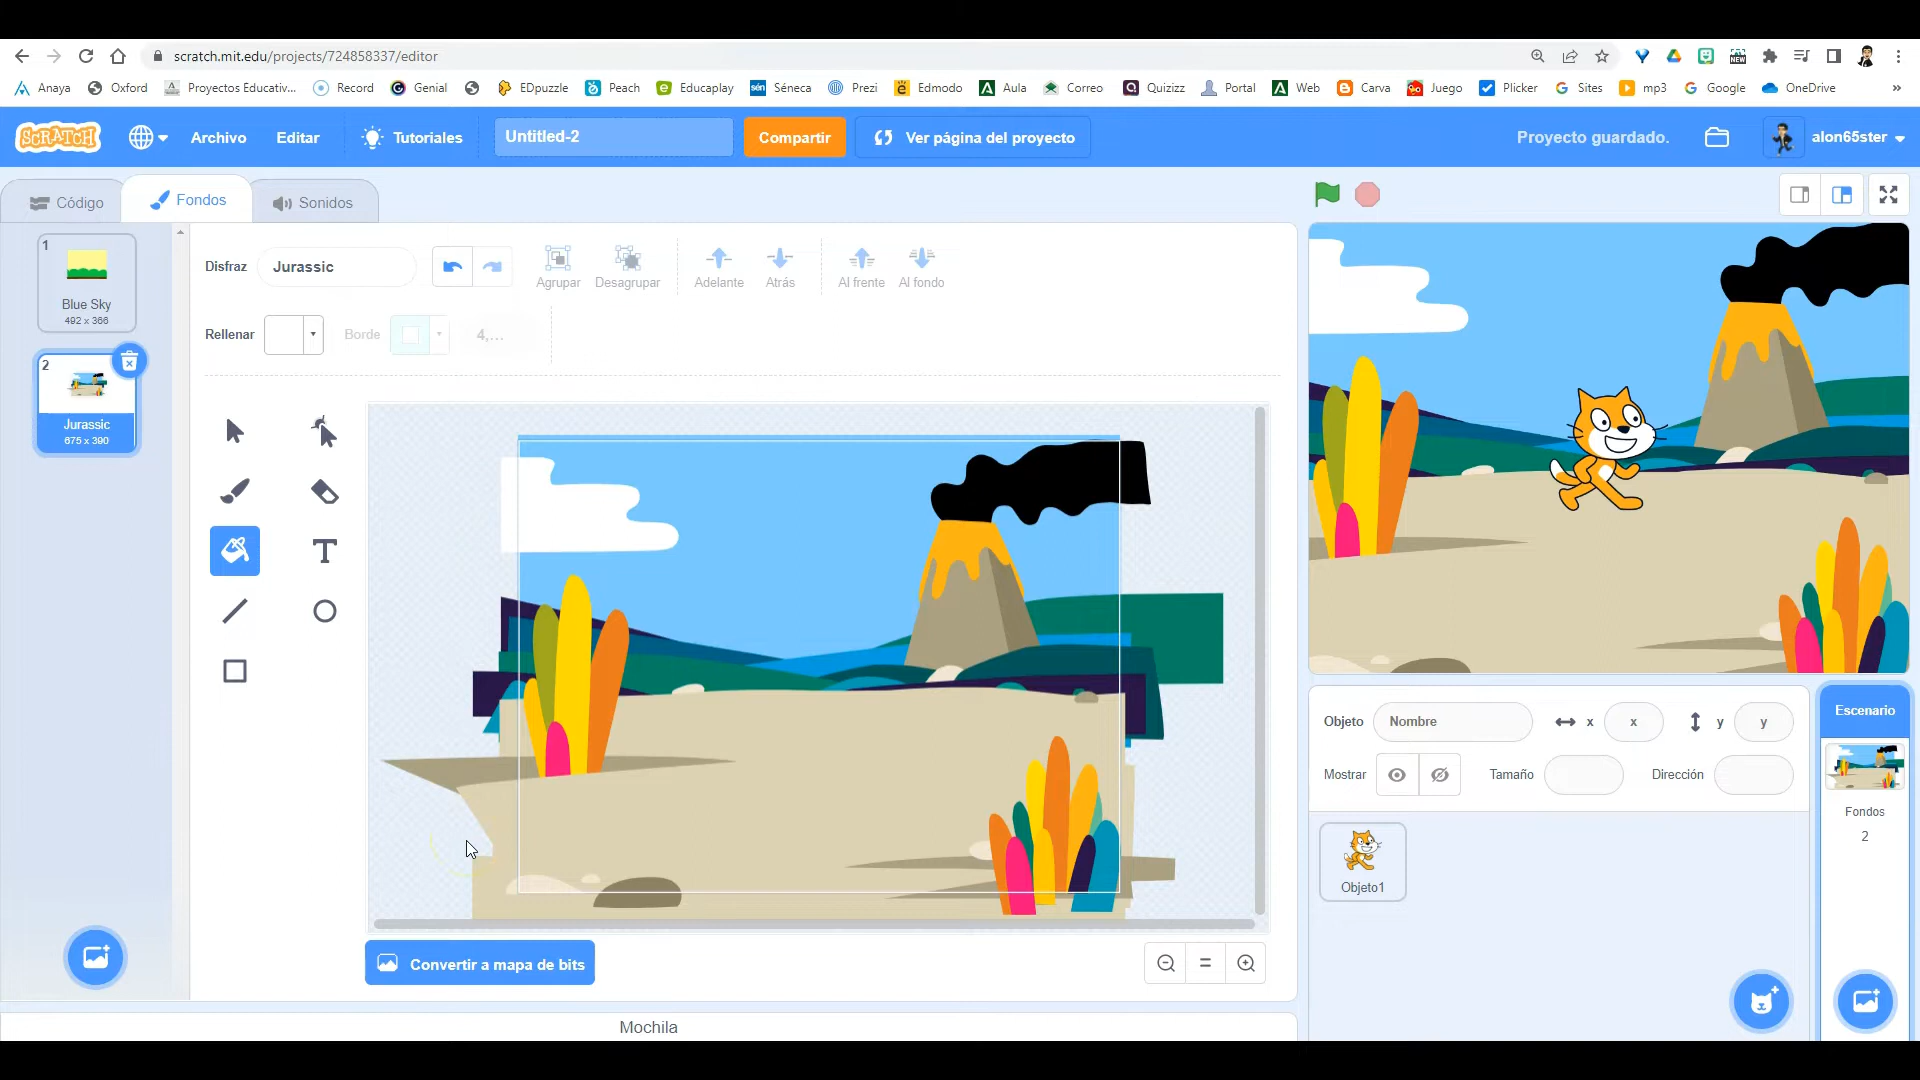 scratch.mit.edu/projects/724858337/editor
NEW
Anaya Oxford Proyectos Educativ... Record Genial EDpuzzle Peach Educaplay Séneca Prezi Edmodo Aula Correo Quizizz Portal Web Carva Juego Plicker Sites mp3 Google OneDrive »
SCRATCH Archivo Editar Tutoriales Untitled-2 Compartir Ver página del proyecto Proyecto guardado. alon65ster
Código Fondos Sonidos
1
Blue Sky
492 x 366
2
Jurassic
675 x 390
Disfraz Jurassic Agrupar Desagrupar Adelante Atrás Al frente Al fondo
Rellenar Borde 4,...
Convertir a mapa de bits
Mochila
Objeto Nombre x x y y
Mostrar Tamaño Dirección
Objeto1
Escenario
Fondos
2